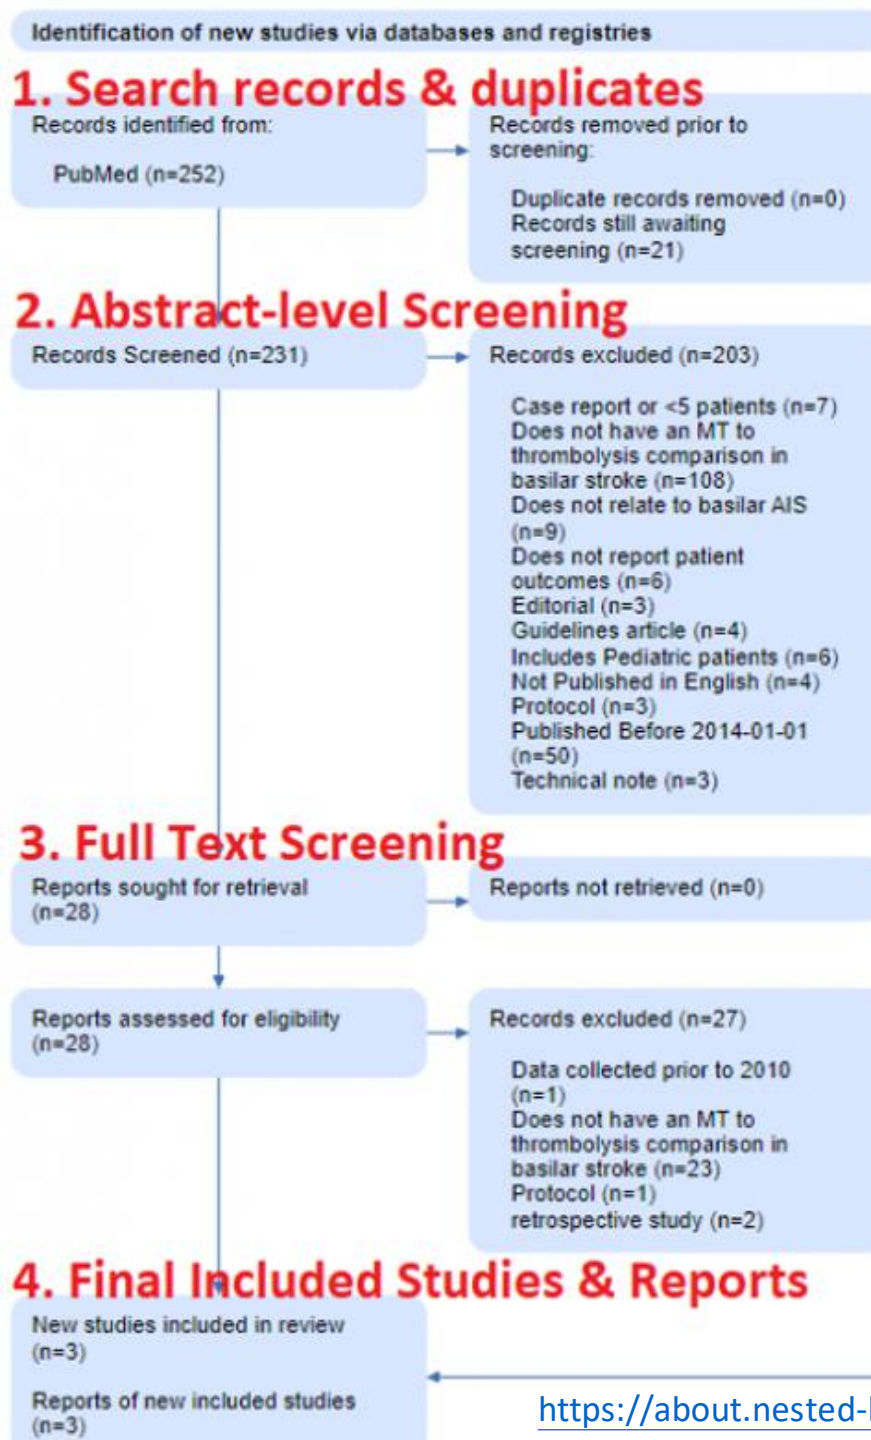 Identification of new studies via databases and registries
1. Search records & duplicates
Records identified from:
PubMed (n=252)
Records removed prior to
screening:
Duplicate records removed (n=0)
Records still awaiting
screening (n=21)
2. Abstract-level Screening
Records Screened (n=231)
Records excluded (n=203)
Case report or <5 patients (n=7)
Does not have an MT to
thrombolysis comparison in
basilar stroke (n=108)
Does not relate to basilar AIS
(n=9)
Does not report patient
outcomes (n=6)
Editorial (n=3)
Guidelines article (n=4)
Includes Pediatric patients (n=6)
Not Published in English (n=4)
Protocol (n=3)
Published Before 2014-01-01
(n=50)
Technical note (n=3)
3. Full Text Screening
Reports sought for retrieval
(n=28)
Reports not retrieved (n=0)
Reports assessed for eligibility
(n=28)
Records excluded (n=27)
Data collected prior to 2010
(n=1)
Does not have an MT to
thrombolysis comparison in
basilar stroke (n=23)
Protocol (n=1)
retrospective study (n=2)
4. Final Included Studies & Reports
New studies included in review
(n=3)
Reports of new included studies
(n=3)
https://about.nested-